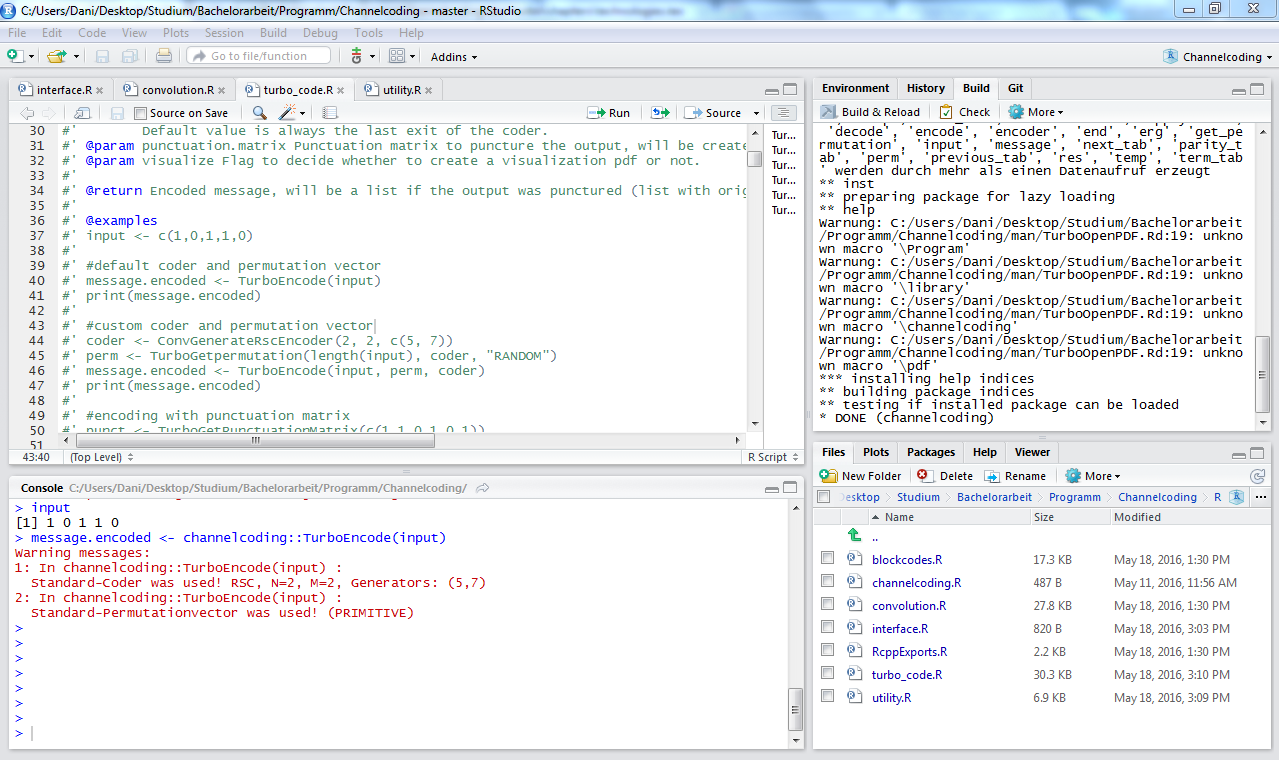 C:/Users/Dani/Desktop/Studium/Bachelorarbeit/Programm/Channelcoding - master - RStudio
File Edit Code View Plots Session Build Debug Tools Help
Go to file/function Addins Channelcoding
interface.R convolution.R turbo_code.R utility.R
Source on Save Run Source
30 #' Default value is always the last exit of the coder.
31 #' @param punctuation.matrix Punctuation matrix to puncture the output, will be create
32 #' @param visualize Flag to decide whether to create a visualization pdf or not.
33 #'
34 #' @return Encoded message, will be a list if the output was punctured (list with orig
35 #'
36 #' @examples
37 #' input <- c(1,0,1,1,0)
38 #'
39 #' #default coder and permutation vector
40 #' message.encoded <- TurboEncode(input)
41 #' print(message.encoded)
42 #'
43 #' #custom coder and permutation vector
44 #' coder <- ConvGenerateRscEncoder(2, 2, c(5, 7))
45 #' perm <- TurboGetpermutation(length(input), coder, "RANDOM")
46 #' message.encoded <- TurboEncode(input, perm, coder)
47 #' print(message.encoded)
48 #'
49 #' #encoding with punctuation matrix
50 #' punct <- TurboGetPunctuationMatrix(c(1,1,0,1,0,1))
51
Tur...
Tur...
Tur...
Tur...
Tur...
Tur...
43:40 (Top Level) R Script
Console C:/Users/Dani/Desktop/Studium/Bachelorarbeit/Programm/Channelcoding/
> input
[1] 1 0 1 1 0
> message.encoded <- channelcoding::TurboEncode(input)
Warning messages:
1: In channelcoding::TurboEncode(input) :
Standard-Coder was used! RSC, N=2, M=2, Generators: (5,7)
2: In channelcoding::TurboEncode(input) :
Standard-Permutationvector was used! (PRIMITIVE)
>
>
>
>
>
>
>
>
Environment History Build Git
Build & Reload Check More
'decode', 'encode', 'encoder', 'end', 'erg', 'get_pe
rmutation', 'input', 'message', 'next_tab', 'parity_t
ab', 'perm', 'previous_tab', 'res', 'temp', 'term_tab
' werden durch mehr als einen Datenaufruf erzeugt
** inst
** preparing package for lazy loading
** help
Warnung: C:/Users/Dani/Desktop/Studium/Bachelorarbeit
/Programm/Channelcoding/man/TurboOpenPDF.Rd:19: unkno
wn macro '\Program'
Warnung: C:/Users/Dani/Desktop/Studium/Bachelorarbeit
/Programm/Channelcoding/man/TurboOpenPDF.Rd:19: unkno
wn macro '\library'
Warnung: C:/Users/Dani/Desktop/Studium/Bachelorarbeit
/Programm/Channelcoding/man/TurboOpenPDF.Rd:19: unkno
wn macro '\channelcoding'
Warnung: C:/Users/Dani/Desktop/Studium/Bachelorarbeit
/Programm/Channelcoding/man/TurboOpenPDF.Rd:19: unkno
wn macro '\pdf'
*** installing help indices
** building package indices
** testing if installed package can be loaded
* DONE (channelcoding)
Files Plots Packages Help Viewer
New Folder Delete Rename More
esktop Studium Bachelorarbeit Programm Channelcoding R ...
Name Size Modified
..
blockcodes.R 17.3 KB May 18, 2016, 1:30 PM
channelcoding.R 487 B May 11, 2016, 11:56 AM
convolution.R 27.8 KB May 18, 2016, 1:30 PM
interface.R 820 B May 18, 2016, 3:03 PM
RcppExports.R 2.2 KB May 18, 2016, 1:30 PM
turbo_code.R 30.3 KB May 18, 2016, 3:10 PM
utility.R 6.9 KB May 18, 2016, 3:09 PM